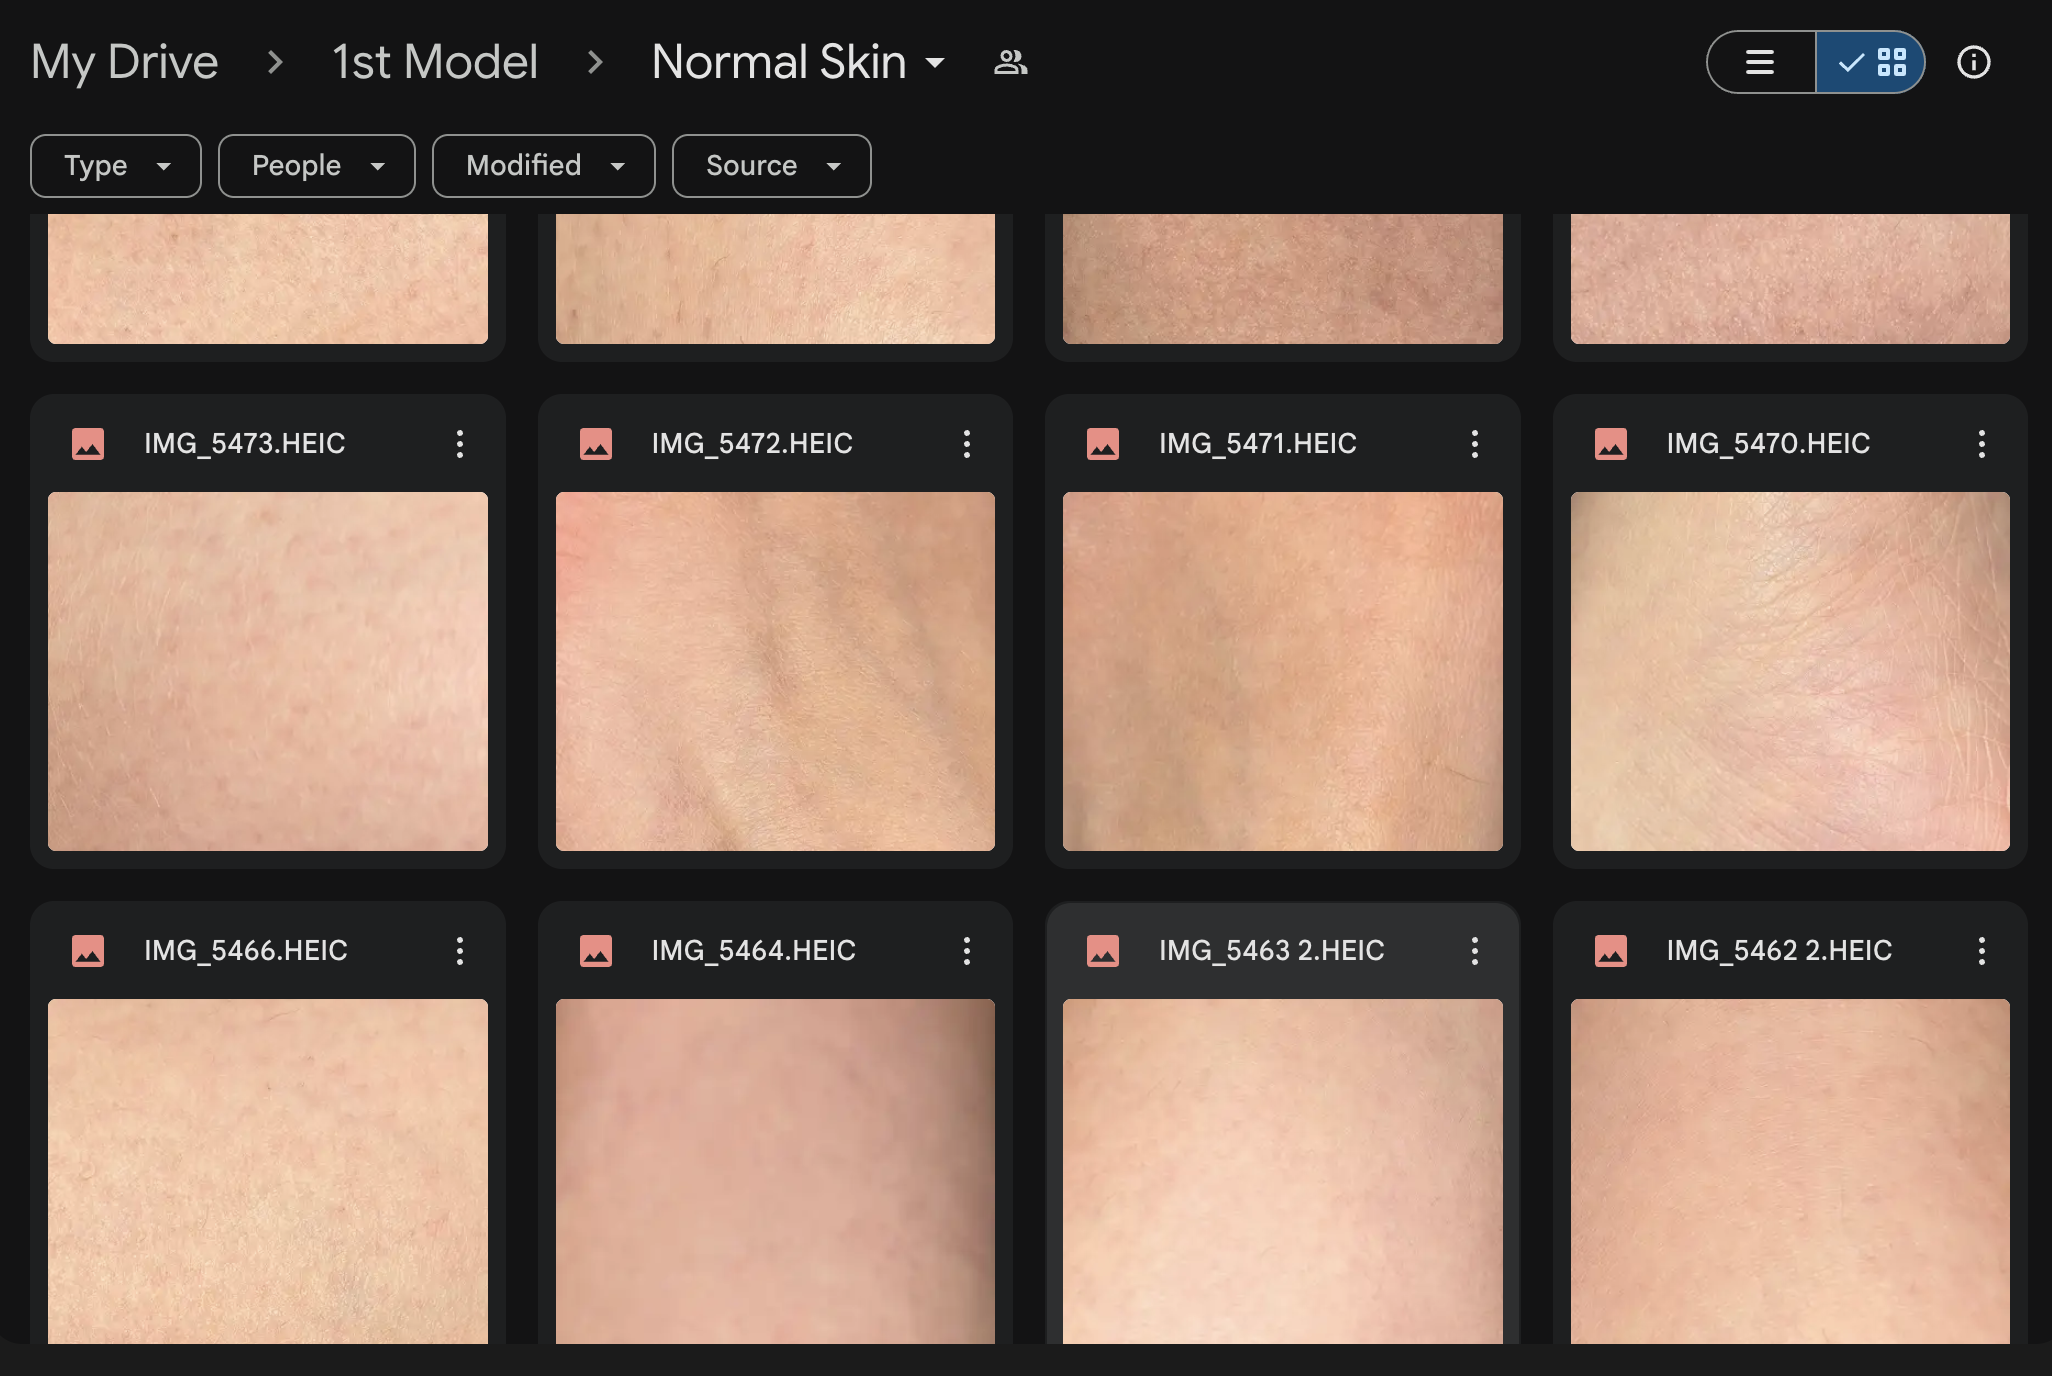 My Drive > 1st Model > Normal Skin
Type People Modified Source
IMG_5473.HEIC
IMG_5472.HEIC
IMG_5471.HEIC
IMG_5470.HEIC
IMG_5466.HEIC
IMG_5464.HEIC
IMG_5463 2.HEIC
IMG_5462 2.HEIC